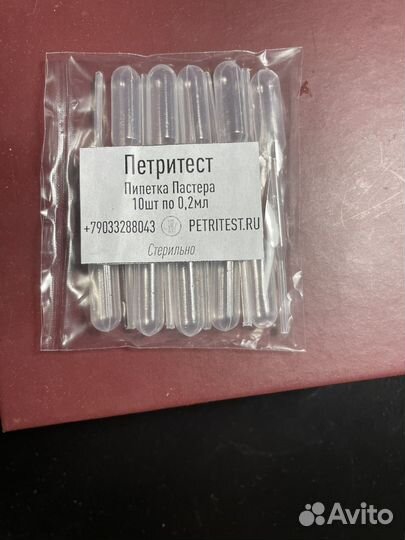 Петритест
Пипетка Пастера
10шт по 0,2мл
+79033288043 PETRITEST.RU
Стерильно
Avito